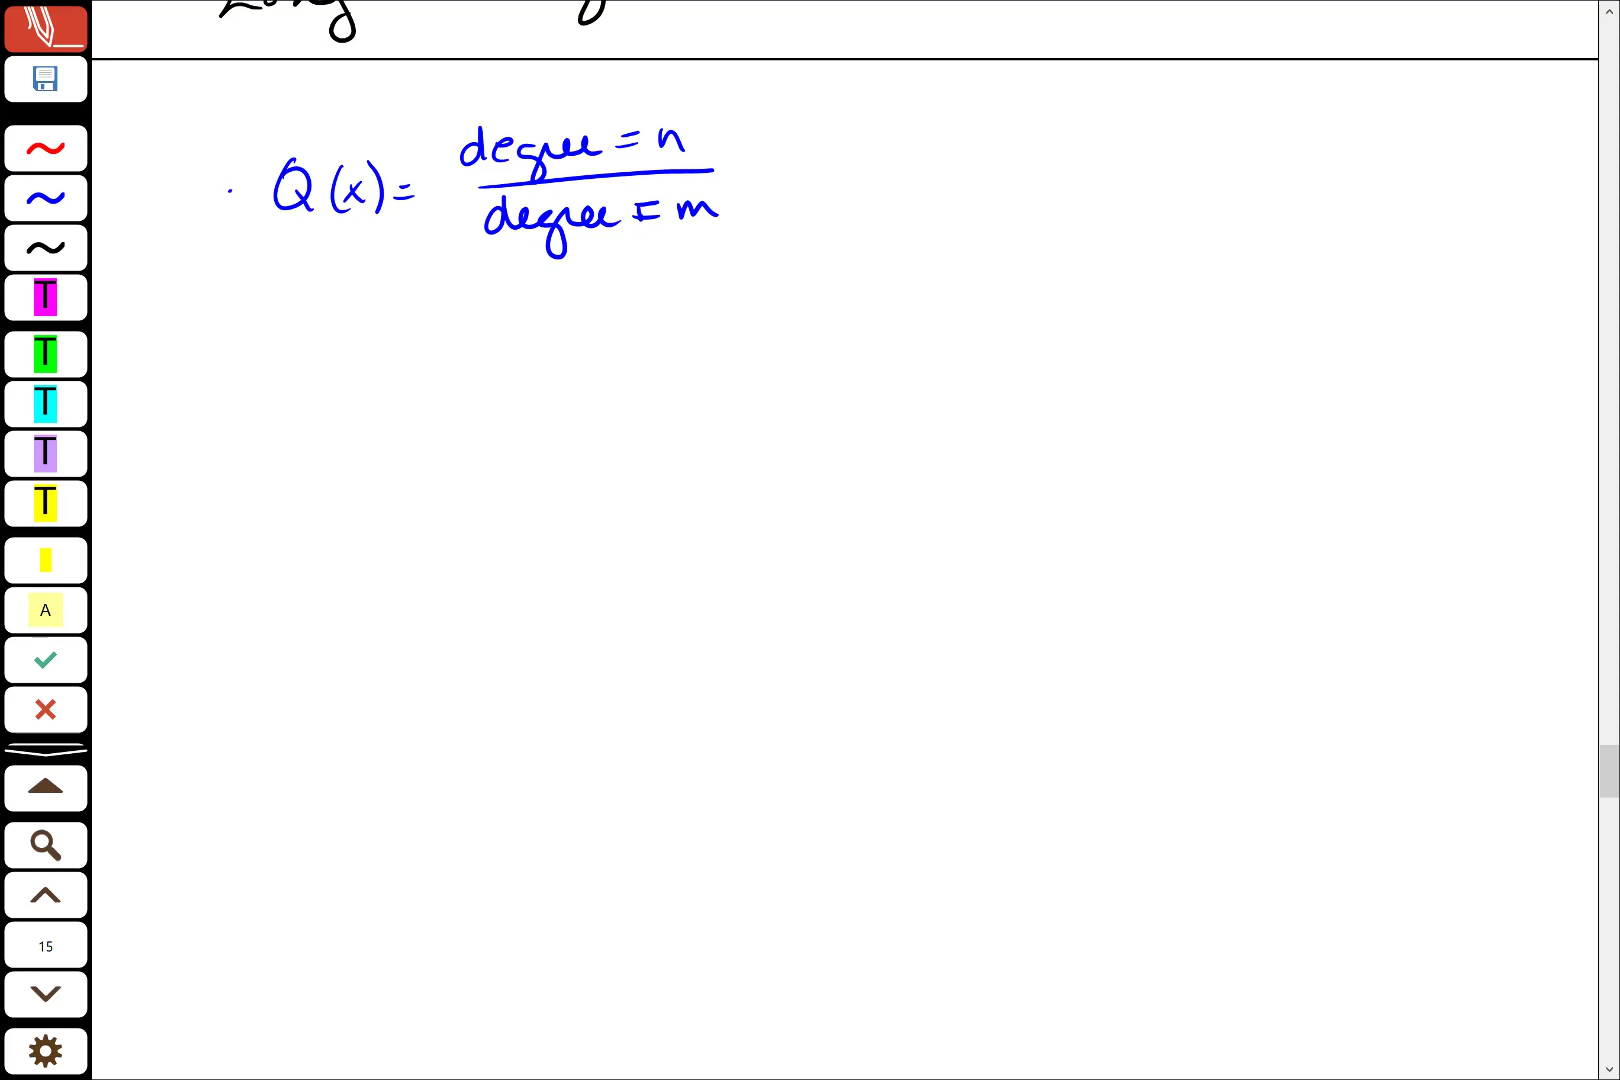 Q(x) = degree = n
degree = m
T
T
T
T
T
A
15